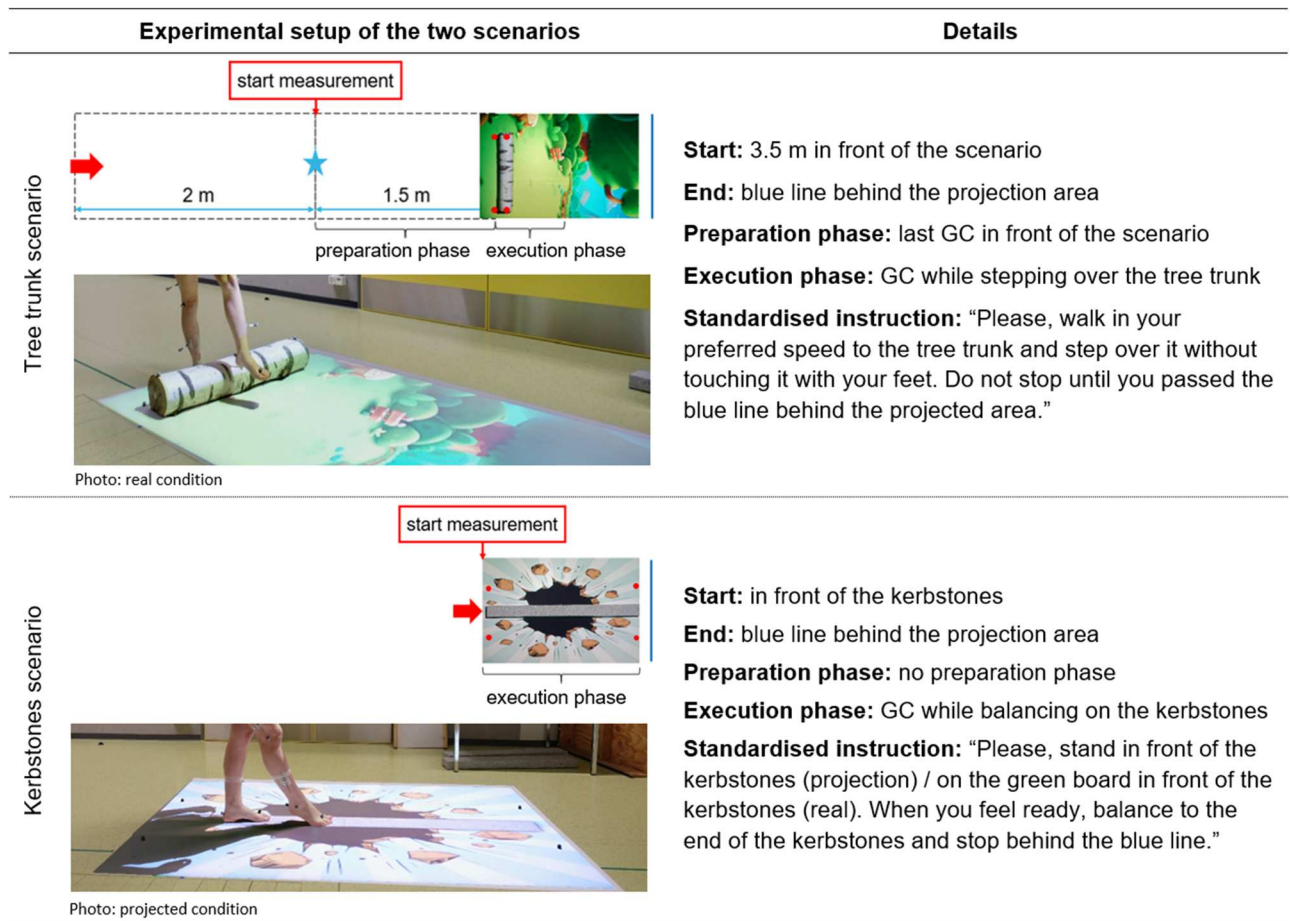 Experimental setup of the two scenarios
Details
Tree trunk scenario
start measurement
2 m
1.5 m
preparation phase
execution phase
Photo: real condition
Start: 3.5 m in front of the scenario
End: blue line behind the projection area
Preparation phase: last GC in front of the scenario
Execution phase: GC while stepping over the tree trunk
Standardised instruction: “Please, walk in your
preferred speed to the tree trunk and step over it without
touching it with your feet. Do not stop until you passed the
blue line behind the projected area.”
Kerbstones scenario
start measurement
execution phase
Photo: projected condition
Start: in front of the kerbstones
End: blue line behind the projection area
Preparation phase: no preparation phase
Execution phase: GC while balancing on the kerbstones
Standardised instruction: “Please, stand in front of the
kerbstones (projection) / on the green board in front of the
kerbstones (real). When you feel ready, balance to the
end of the kerbstones and stop behind the blue line.”